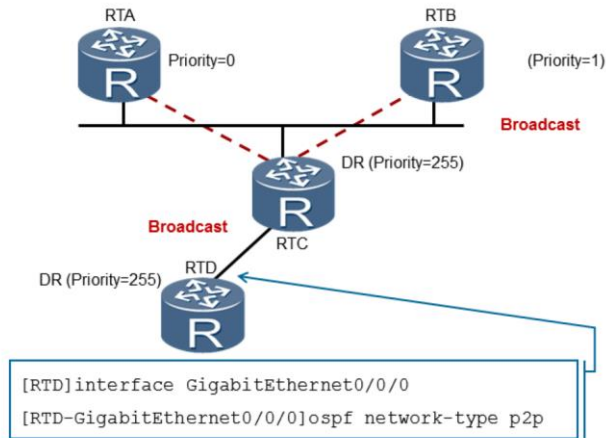 RTA
RTB
Priority=0
(Priority=1)
R
R
Broadcast
DR (Priority=255)
R
Broadcast
RTC
RTD
DR (Priority=255)
R
[RTD]interface GigabitEthernet0/0/0
[RTD-GigabitEthernet0/0/0]ospf network-type p2p